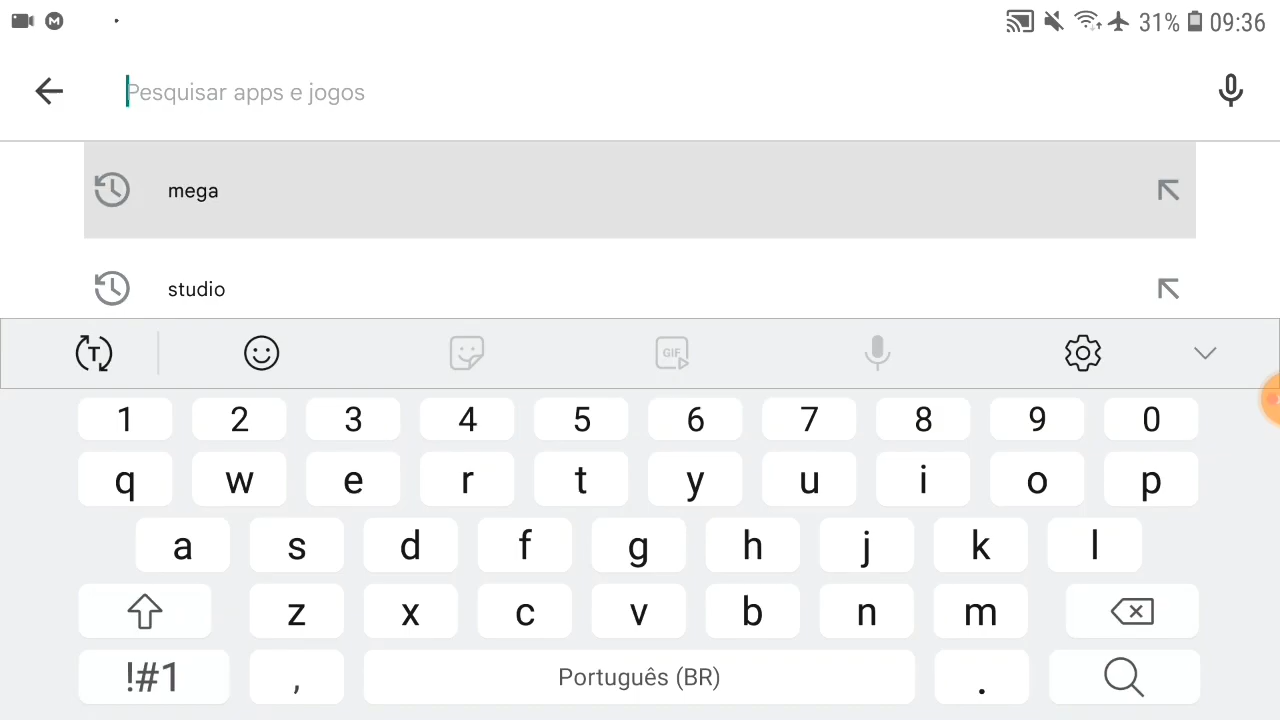 M 31% 09:36
Pesquisar apps e jogos
mega
studio
T GIF
1 2 3 4 5 6 7 8 9 0
q w e r t y u i o p
a s d f g h j k l
z x c v b n m
!#1 , Português (BR) .